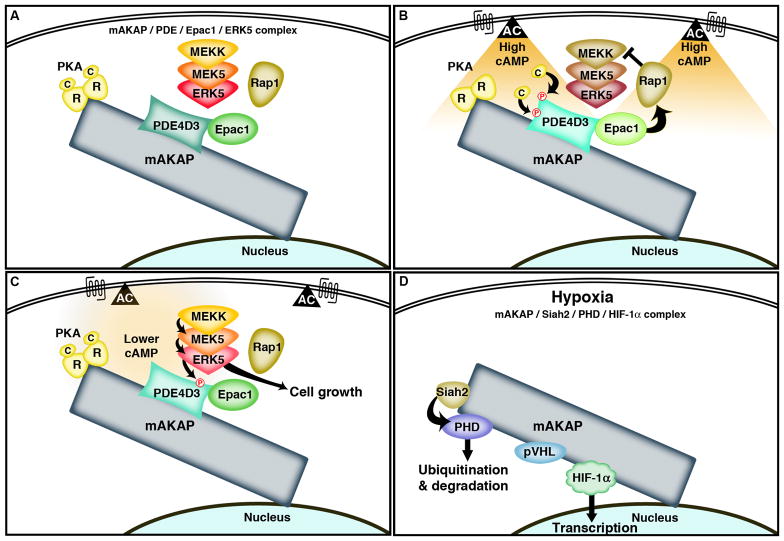 A
mAKAP / PDE / Epac1 / ERK5 complex
MEKK
PKA
C
C
MEK5
Rap1
R
R
ERK5
PDE4D3
Epac1
mAKAP
Nucleus
B
AC
AC
High
cAMP
High
cAMP
MEKK
PKA
C
MEK5
Rap1
R
R
C
P
ERK5
P
PDE4D3
Epac1
mAKAP
Nucleus
C
AC
AC
MEKK
PKA
Lower
cAMP
C
C
MEK5
Rap1
R
R
ERK5
P
PDE4D3
Epac1
Cell growth
mAKAP
Nucleus
D
Hypoxia
mAKAP / Siah2 / PHD / HIF-1α complex
Siah2
PHD
mAKAP
pVHL
Ubiquitination
& degradation
HIF-1α
Nucleus
Transcription